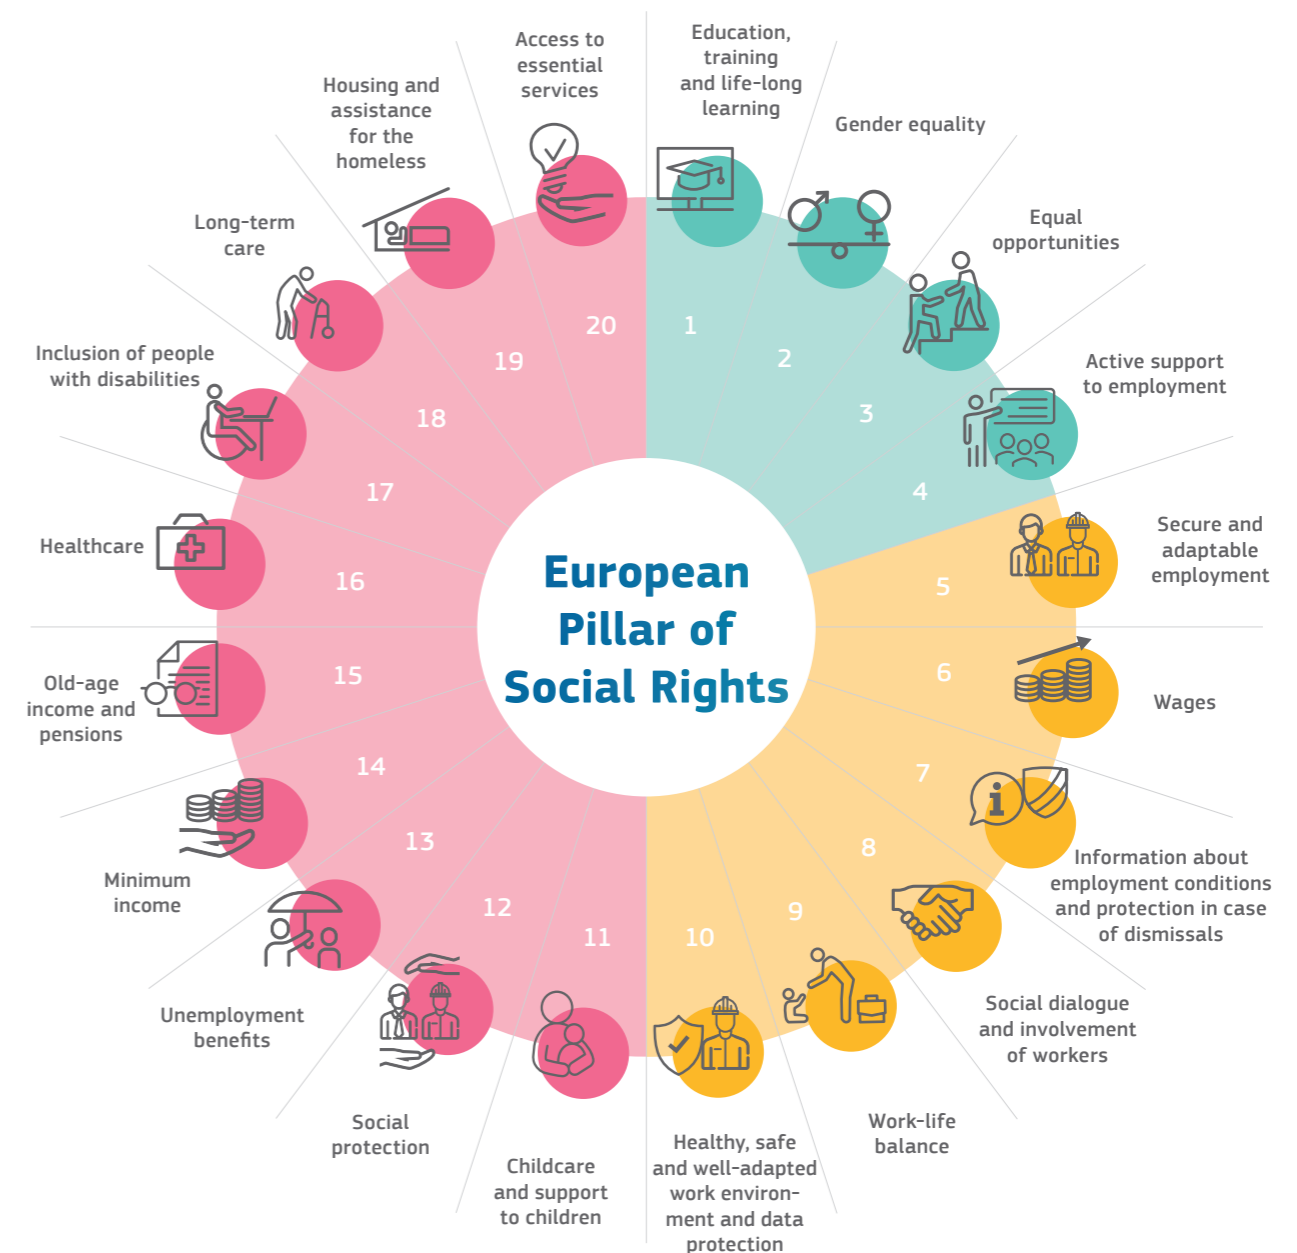 European
Pillar of
Social Rights
1
Education,
training
and life-long
learning
2
Gender equality
3
Equal
opportunities
4
Active support
to employment
5
Secure and
adaptable
employment
6
Wages
7
Information about
employment conditions
and protection in case
of dismissals
8
Social dialogue
and involvement
of workers
9
Work-life
balance
10
Healthy, safe
and well-adapted
work environ-
ment and data
protection
11
Childcare
and support
to children
12
Social
protection
13
Unemployment
benefits
14
Minimum
income
15
Old-age
income and
pensions
16
Healthcare
17
Inclusion of people
with disabilities
18
Long-term
care
19
Housing and
assistance
for the
homeless
20
Access to
essential
services
i